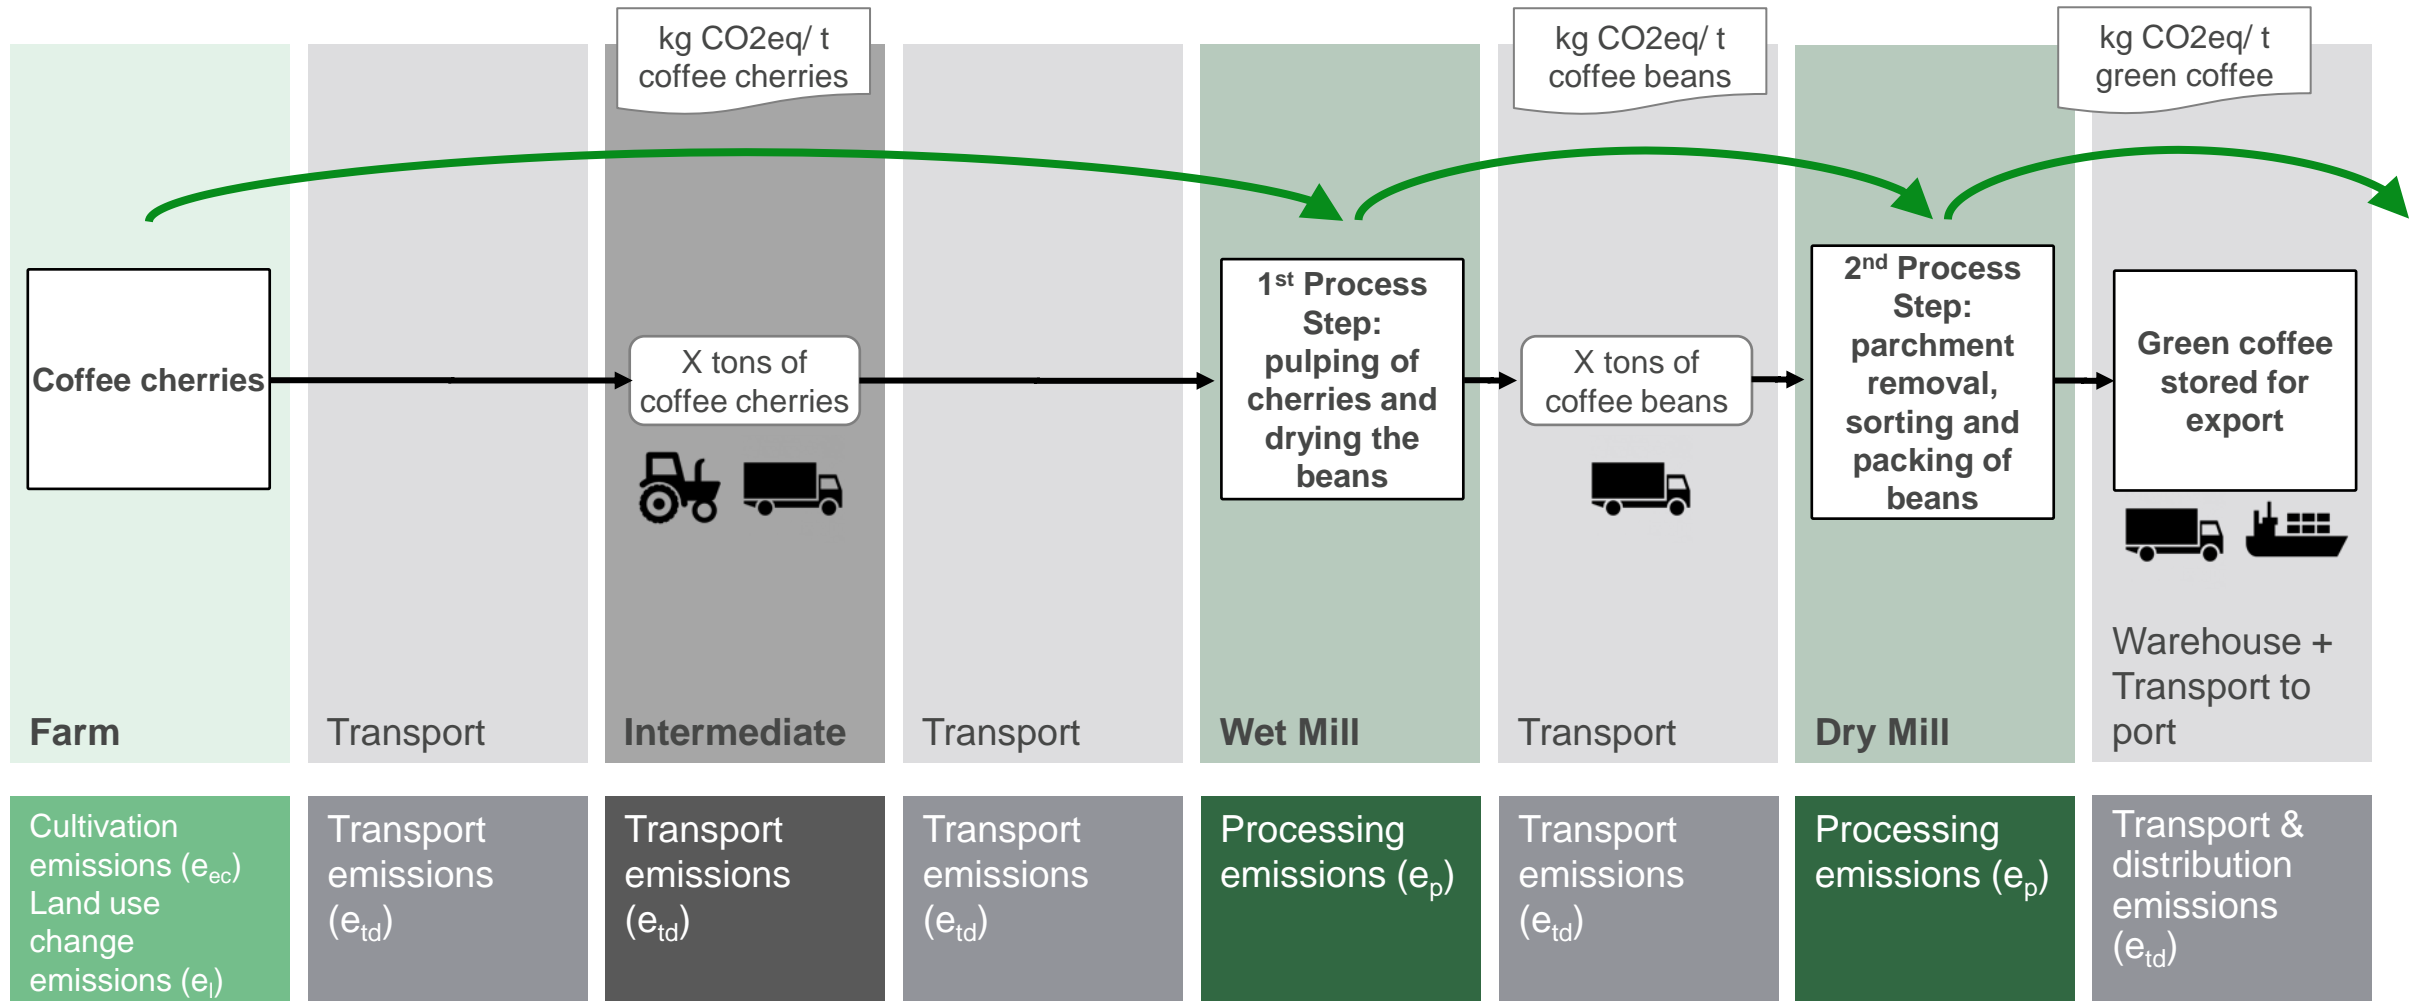 kg CO2eq/ t
coffee cherries
kg CO2eq/ t
coffee beans
kg CO2eq/ t
green coffee
Coffee cherries
X tons of
coffee cherries
1st Process
Step:
pulping of
cherries and
drying the
beans
X tons of
coffee beans
2nd Process
Step:
parchment
removal,
sorting and
packing of
beans
Green coffee
stored for
export
Farm
Transport
Intermediate
Transport
Wet Mill
Transport
Dry Mill
Warehouse +
Transport to
port
Cultivation
emissions (eec)
Land use
change
emissions (el)
Transport
emissions
(etd)
Transport
emissions
(etd)
Transport
emissions
(etd)
Processing
emissions (ep)
Transport
emissions
(etd)
Processing
emissions (ep)
Transport &
distribution
emissions
(etd)